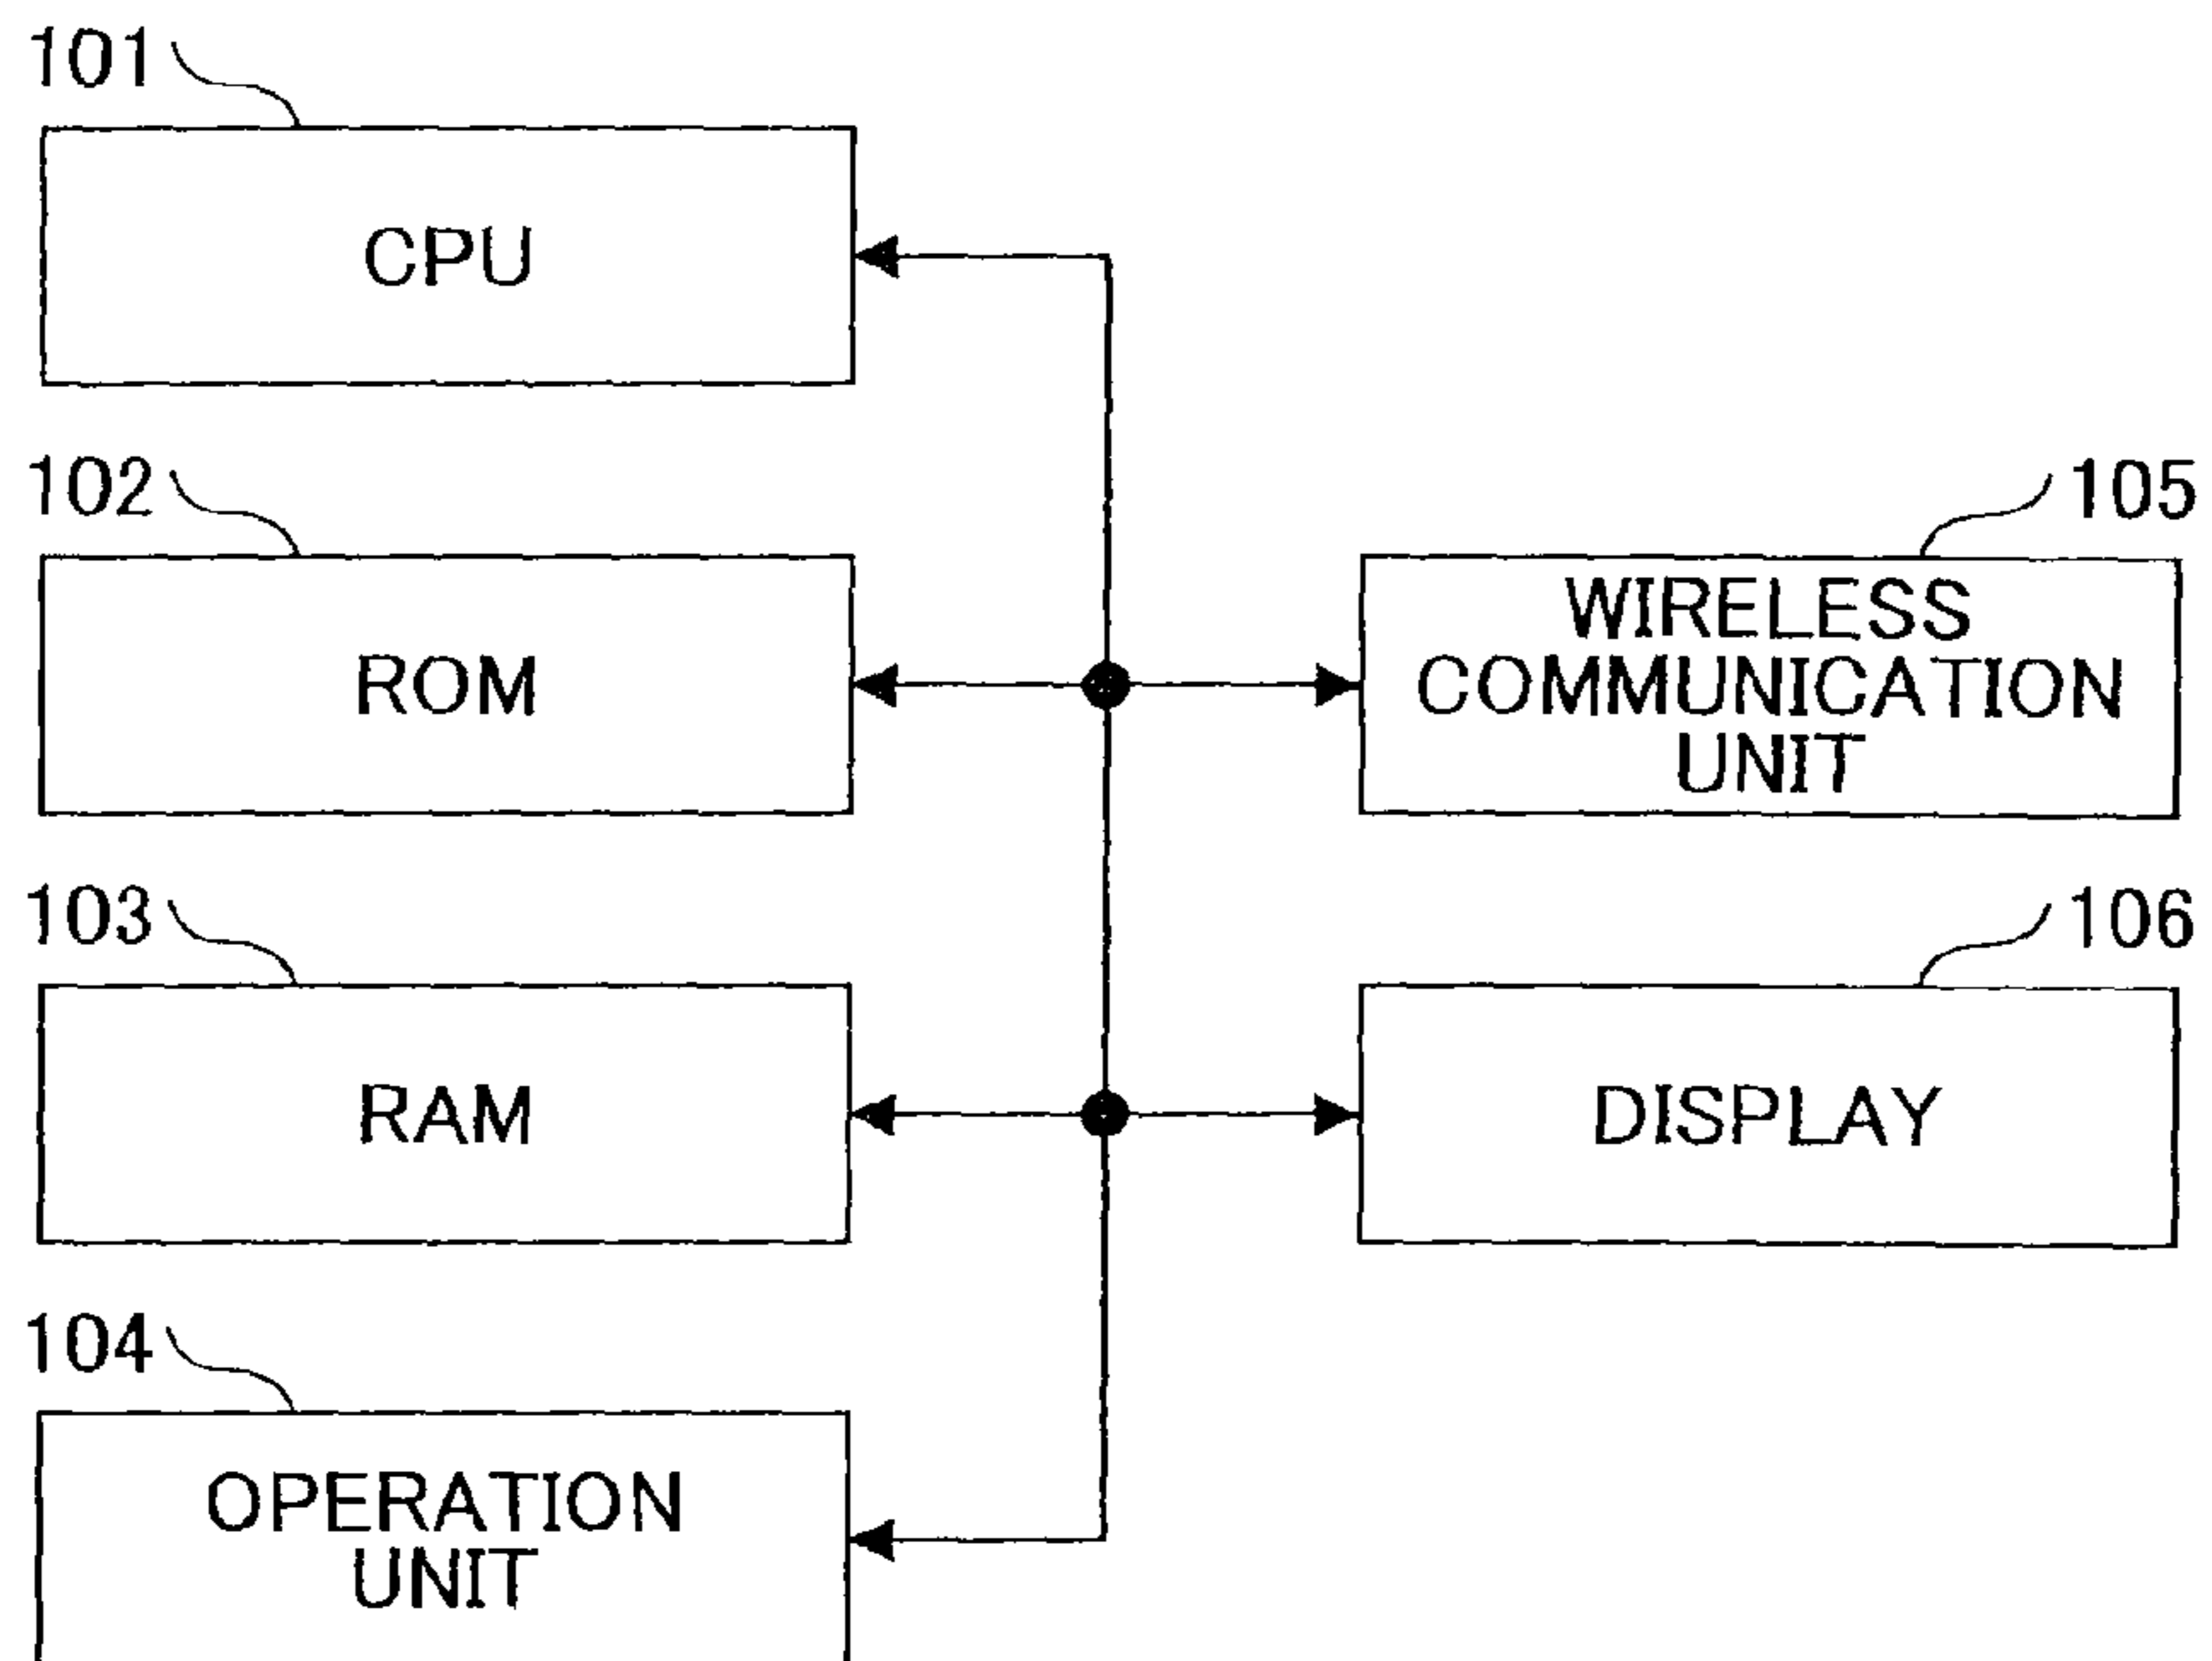 101
CPU
102
ROM
105
WIRELESS
COMMUNICATION
UNIT
103
RAM
106
DISPLAY
104
OPERATION
UNIT